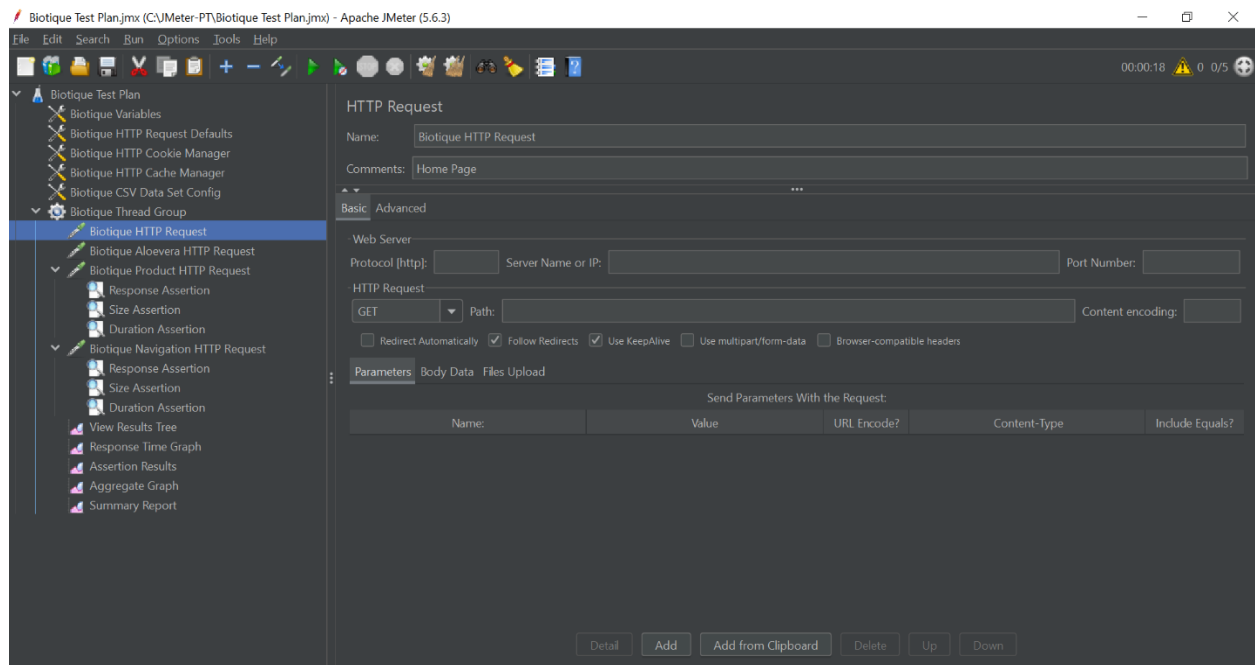 Biotique Test Plan.jmx (C:\JMeter-PT\Biotique Test Plan.jmx) - Apache JMeter (5.6.3)
File Edit Search Run Options Tools Help
00:00:18 0 0/5
Biotique Test Plan
Biotique Variables
Biotique HTTP Request Defaults
Biotique HTTP Cookie Manager
Biotique HTTP Cache Manager
Biotique CSV Data Set Config
Biotique Thread Group
Biotique HTTP Request
Biotique Aloevera HTTP Request
Biotique Product HTTP Request
Response Assertion
Size Assertion
Duration Assertion
Biotique Navigation HTTP Request
Response Assertion
Size Assertion
Duration Assertion
View Results Tree
Response Time Graph
Assertion Results
Aggregate Graph
Summary Report
HTTP Request
Name: Biotique HTTP Request
Comments: Home Page
Basic Advanced
Web Server
Protocol [http]: Server Name or IP: Port Number:
HTTP Request
GET Path: Content encoding:
Redirect Automatically Follow Redirects Use KeepAlive Use multipart/form-data Browser-compatible headers
Parameters Body Data Files Upload
Send Parameters With the Request:
Name: Value URL Encode? Content-Type Include Equals?
Detail Add Add from Clipboard Delete Up Down